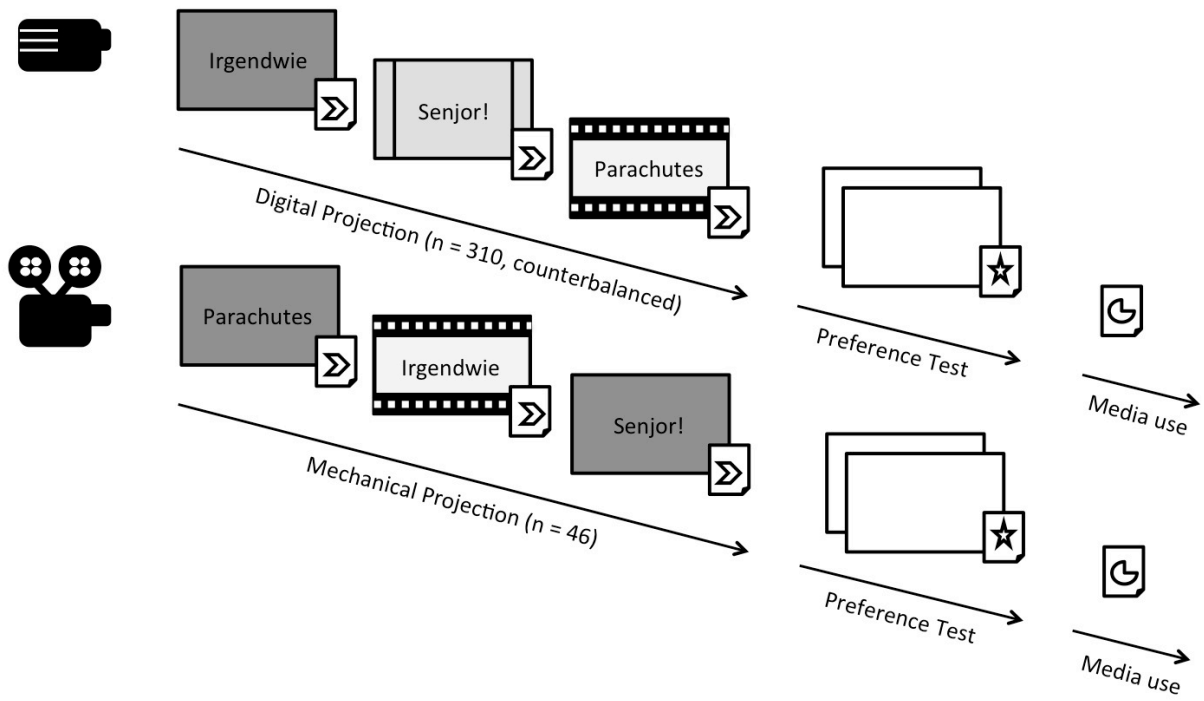 Irgendwie
Senjor!
Parachutes
Digital Projection (n = 310, counterbalanced)
Preference Test
Media use
Parachutes
Irgendwie
Senjor!
Mechanical Projection (n = 46)
Preference Test
Media use